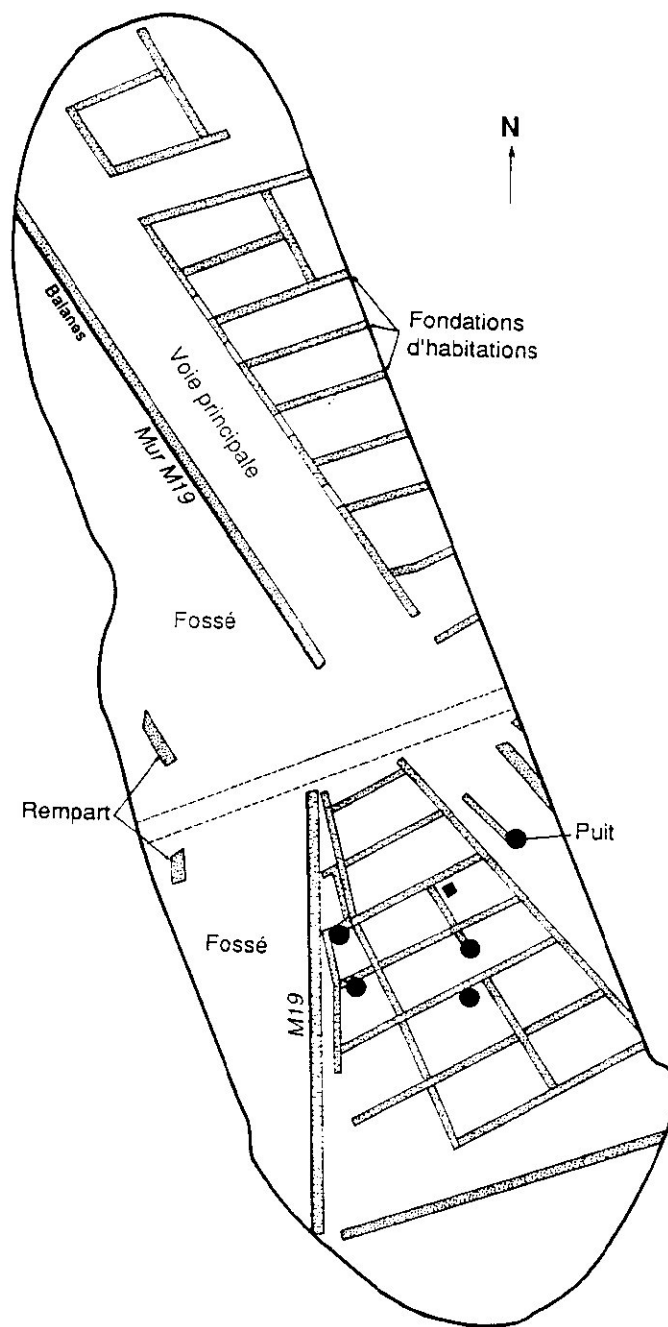 N
Balanes
Fondations
d'habitations
Voie principale
Mur M19
Fossé
Rempart
Puit
Fossé
M19